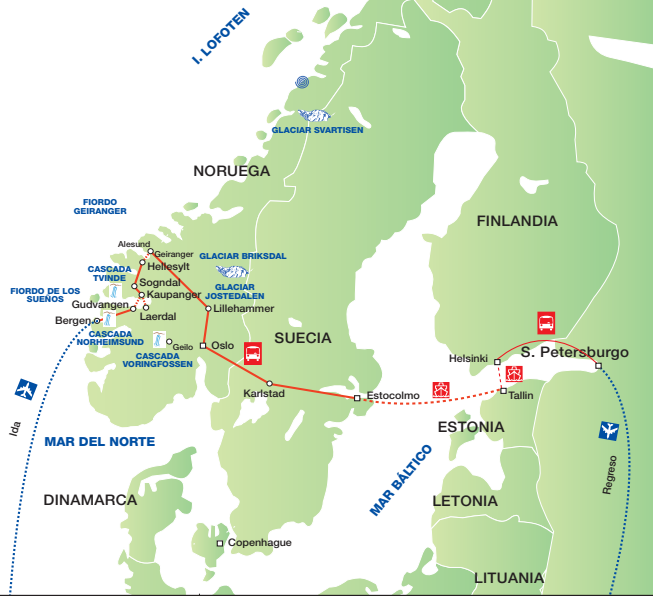 I. LOFOTEN
GLACIAR SVARTISEN
NORUEGA
FIORDO
GEIRANGER
FINLANDIA
Alesund
Geiranger
GLACIAR BRIKSDAL
Hellesylt
CASCADA
TVINDE
Sogndal
GLACIAR
JOSTEDALEN
FIORDO DE LOS
SUEÑOS
Kaupanger
Gudvangen
Lillehammer
Laerdal
Bergen
CASCADA
NORHEIMSUND
Geilo
Oslo
SUECIA
CASCADA
VORINGFOSSEN
Helsinki
S. Petersburgo
Karlstad
Estocolmo
Tallin
Ida
MAR DEL NORTE
ESTONIA
MAR BÁLTICO
Regreso
DINAMARCA
LETONIA
Copenhague
LITUANIA